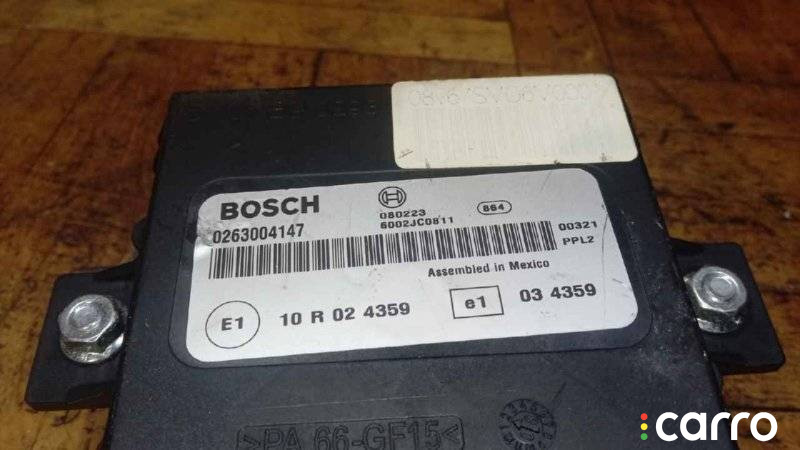 BOSCH
0263004147
080223
6002JC0811
864
00321
PPL2
Assembled in Mexico
E1
10 R 02 4359
e1
03 4359
>PA 66-GF15<
carro